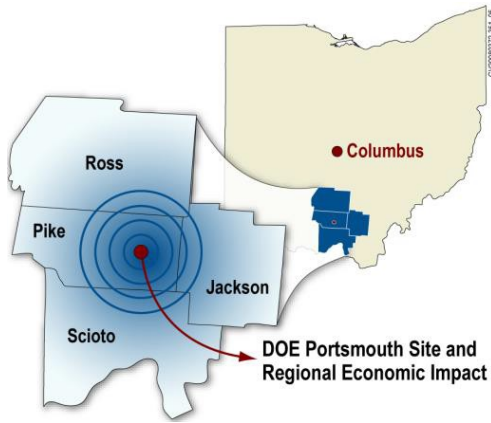 Columbus
Ross
Pike
Jackson
Scioto
DOE Portsmouth Site and
Regional Economic Impact